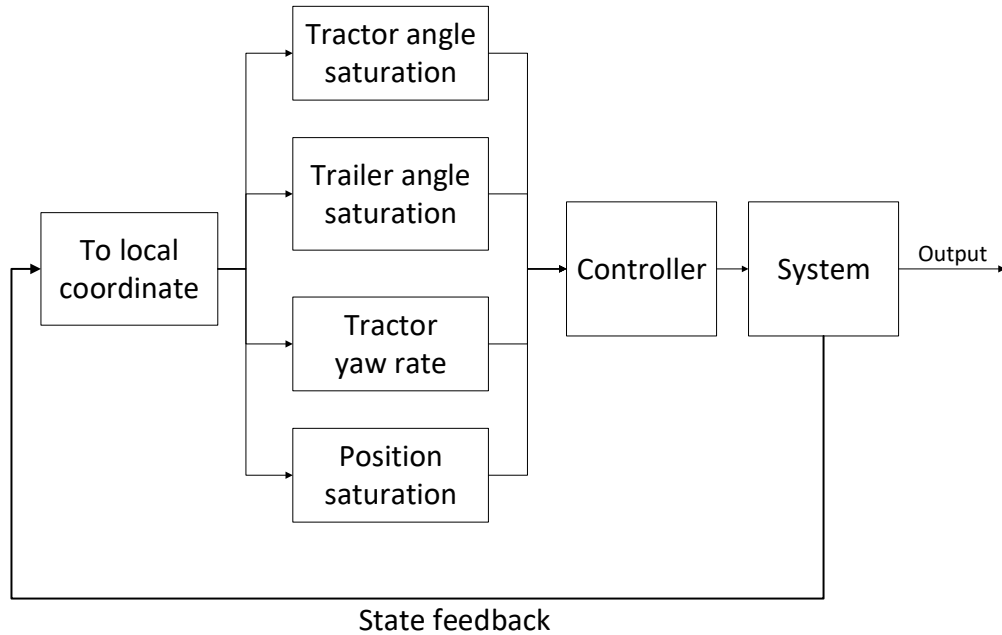 Tractor angle
saturation
Trailer angle
saturation
To local
coordinate
Controller
System
Output
Tractor
yaw rate
Position
saturation
State feedback